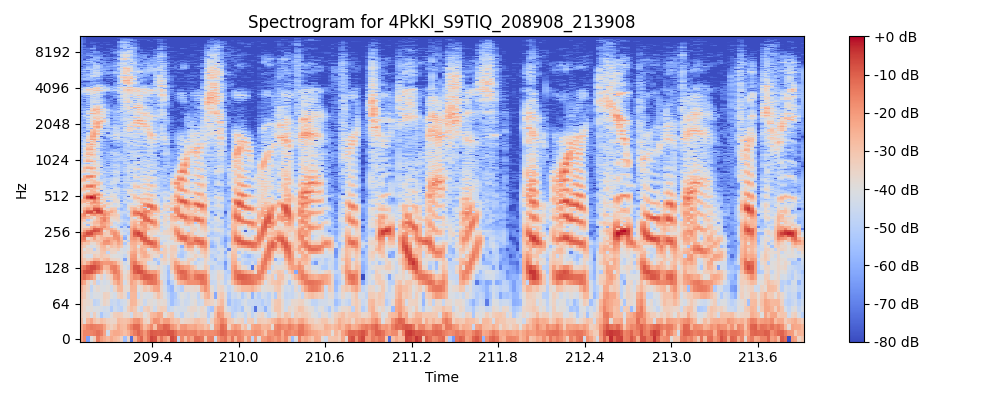 Spectrogram for 4PkKI_S9TIQ_208908_213908
Hz
8192
4096
2048
1024
512
256
128
64
0
209.4 210.0 210.6 211.2 211.8 212.4 213.0 213.6
Time
+0 dB
-10 dB
-20 dB
-30 dB
-40 dB
-50 dB
-60 dB
-70 dB
-80 dB